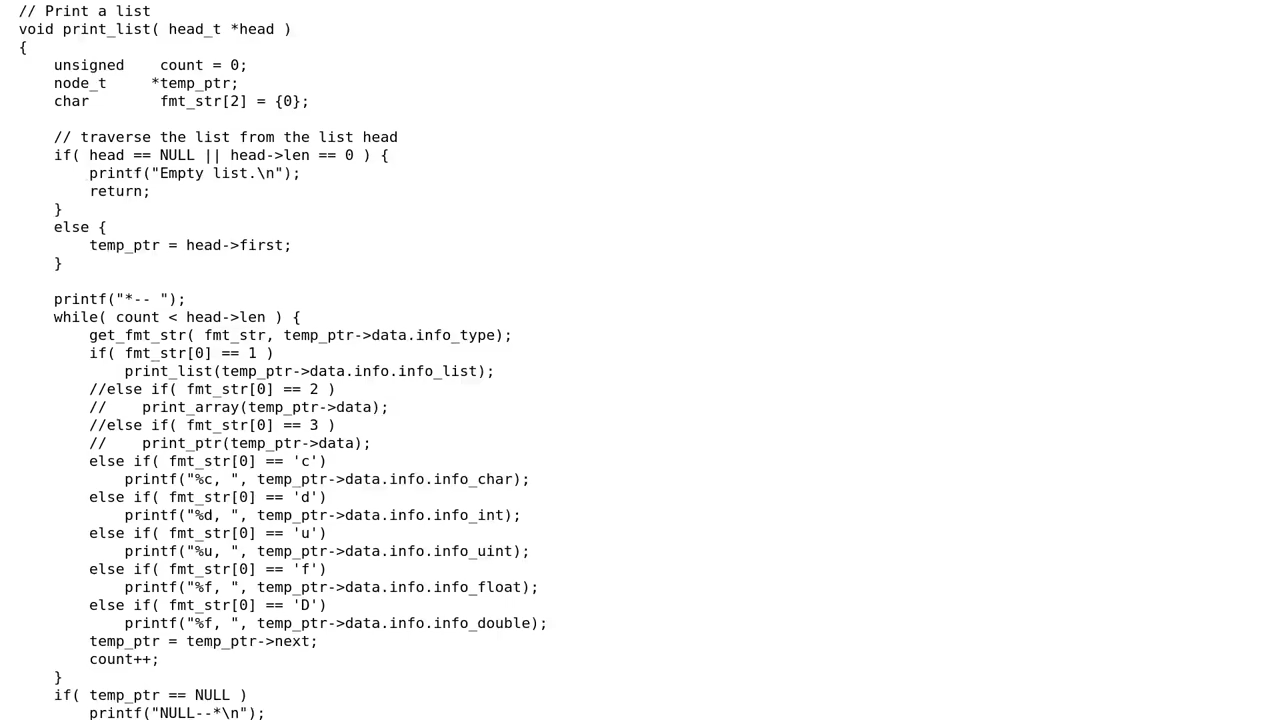 // Print a list
void print_list( head_t *head )
{
    unsigned    count = 0;
    node_t     *temp_ptr;
    char        fmt_str[2] = {0};

    // traverse the list from the list head
    if( head == NULL || head->len == 0 ) {
        printf("Empty list.\n");
        return;
    }
    else {
        temp_ptr = head->first;
    }

    printf("*-- ");
    while( count < head->len ) {
        get_fmt_str( fmt_str, temp_ptr->data.info_type);
        if( fmt_str[0] == 1 )
            print_list(temp_ptr->data.info.info_list);
        //else if( fmt_str[0] == 2 )
        //    print_array(temp_ptr->data);
        //else if( fmt_str[0] == 3 )
        //    print_ptr(temp_ptr->data);
        else if( fmt_str[0] == 'c')
            printf("%c, ", temp_ptr->data.info.info_char);
        else if( fmt_str[0] == 'd')
            printf("%d, ", temp_ptr->data.info.info_int);
        else if( fmt_str[0] == 'u')
            printf("%u, ", temp_ptr->data.info.info_uint);
        else if( fmt_str[0] == 'f')
            printf("%f, ", temp_ptr->data.info.info_float);
        else if( fmt_str[0] == 'D')
            printf("%f, ", temp_ptr->data.info.info_double);
        temp_ptr = temp_ptr->next;
        count++;
    }
    if( temp_ptr == NULL )
        printf("NULL--*\n");